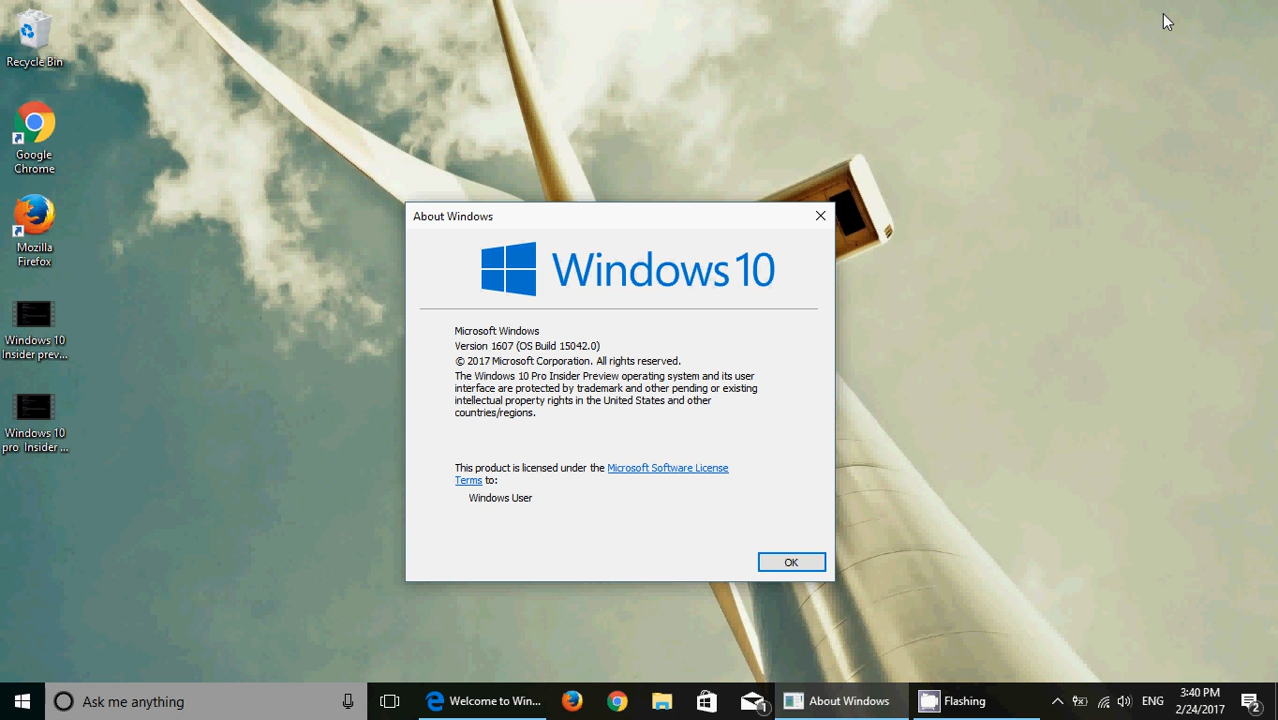 Recycle Bin
Google
Chrome
Mozilla
Firefox
Windows 10
Insider prev...
Windows 10
pro Insider ...
About Windows
Windows 10
Microsoft Windows
Version 1607 (OS Build 15042.0)
© 2017 Microsoft Corporation. All rights reserved.
The Windows 10 Pro Insider Preview operating system and its user
interface are protected by trademark and other pending or existing
intellectual property rights in the United States and other
countries/regions.
This product is licensed under the Microsoft Software License
Terms to:
Windows User
OK
Ask me anything
Welcome to Win...
1
About Windows
Flashing
ENG
3:40 PM
2/24/2017
2